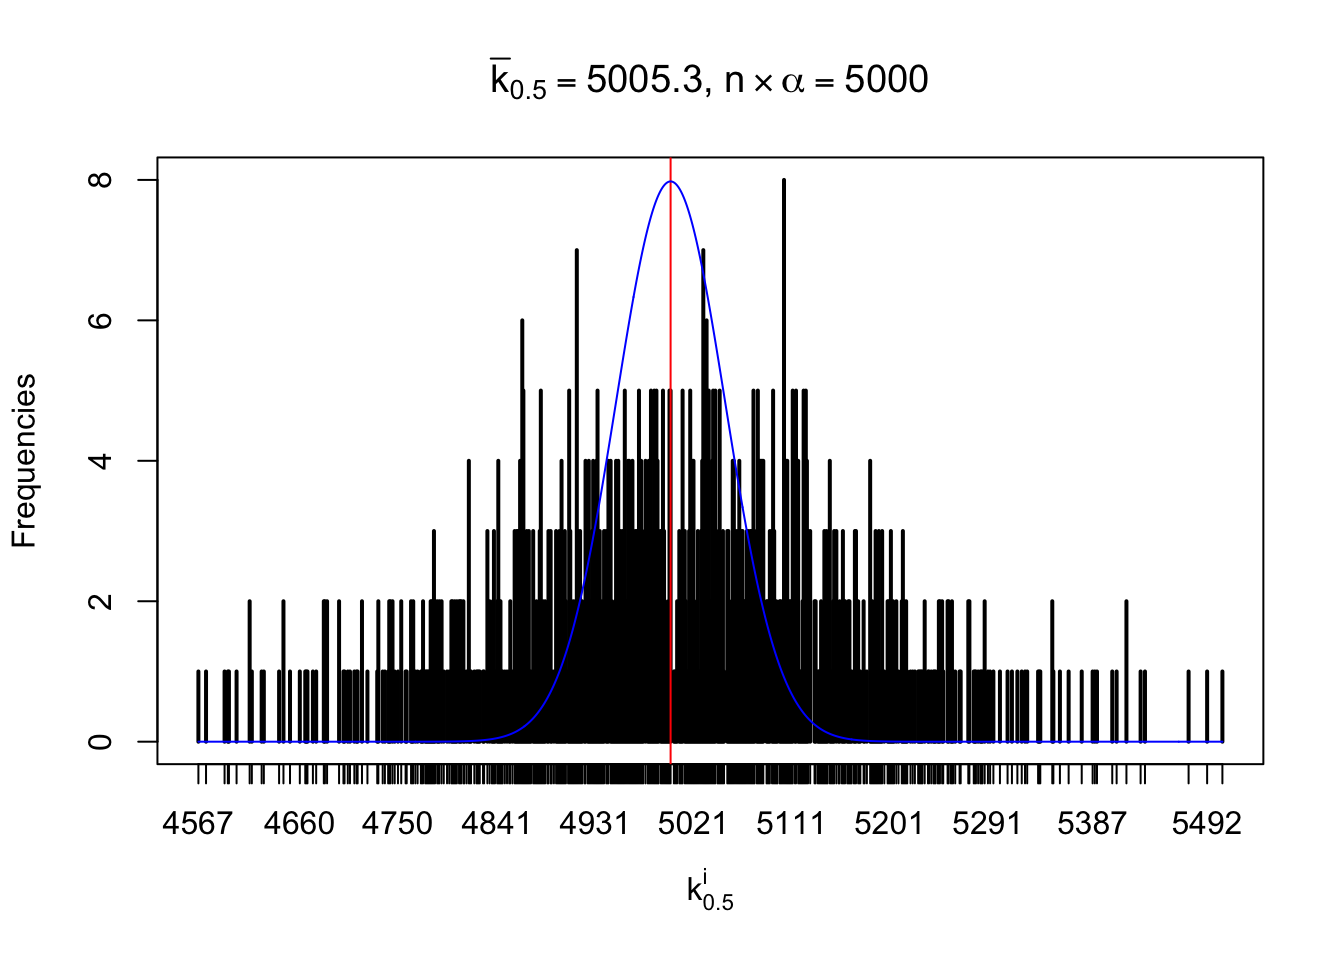 k̅₀.₅ = 5005.3, n × α = 5000
Frequencies
8
6
4
2
0
4567 4660 4750 4841 4931 5021 5111 5201 5291 5387 5492
kⁱ₀.₅